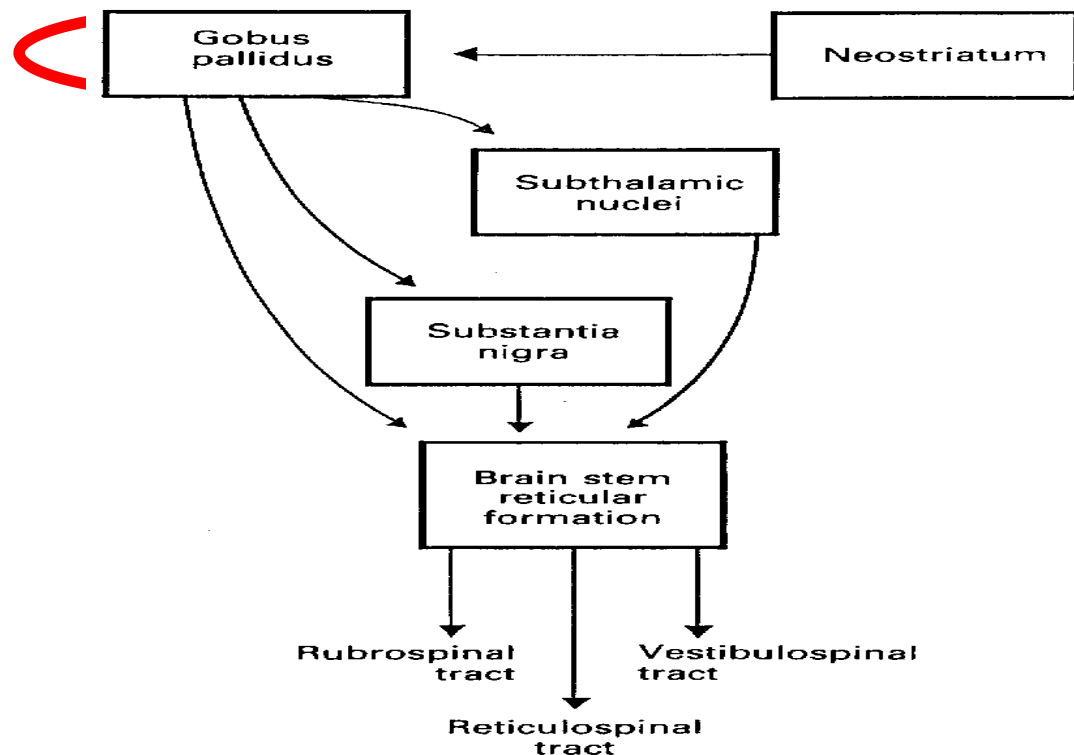 Gobus
pallidus
Neostriatum
Subthalamic
nuclei
Substantia
nigra
Brain stem
reticular
formation
Rubrospinal
tract
Vestibulospinal
tract
Reticulospinal
tract